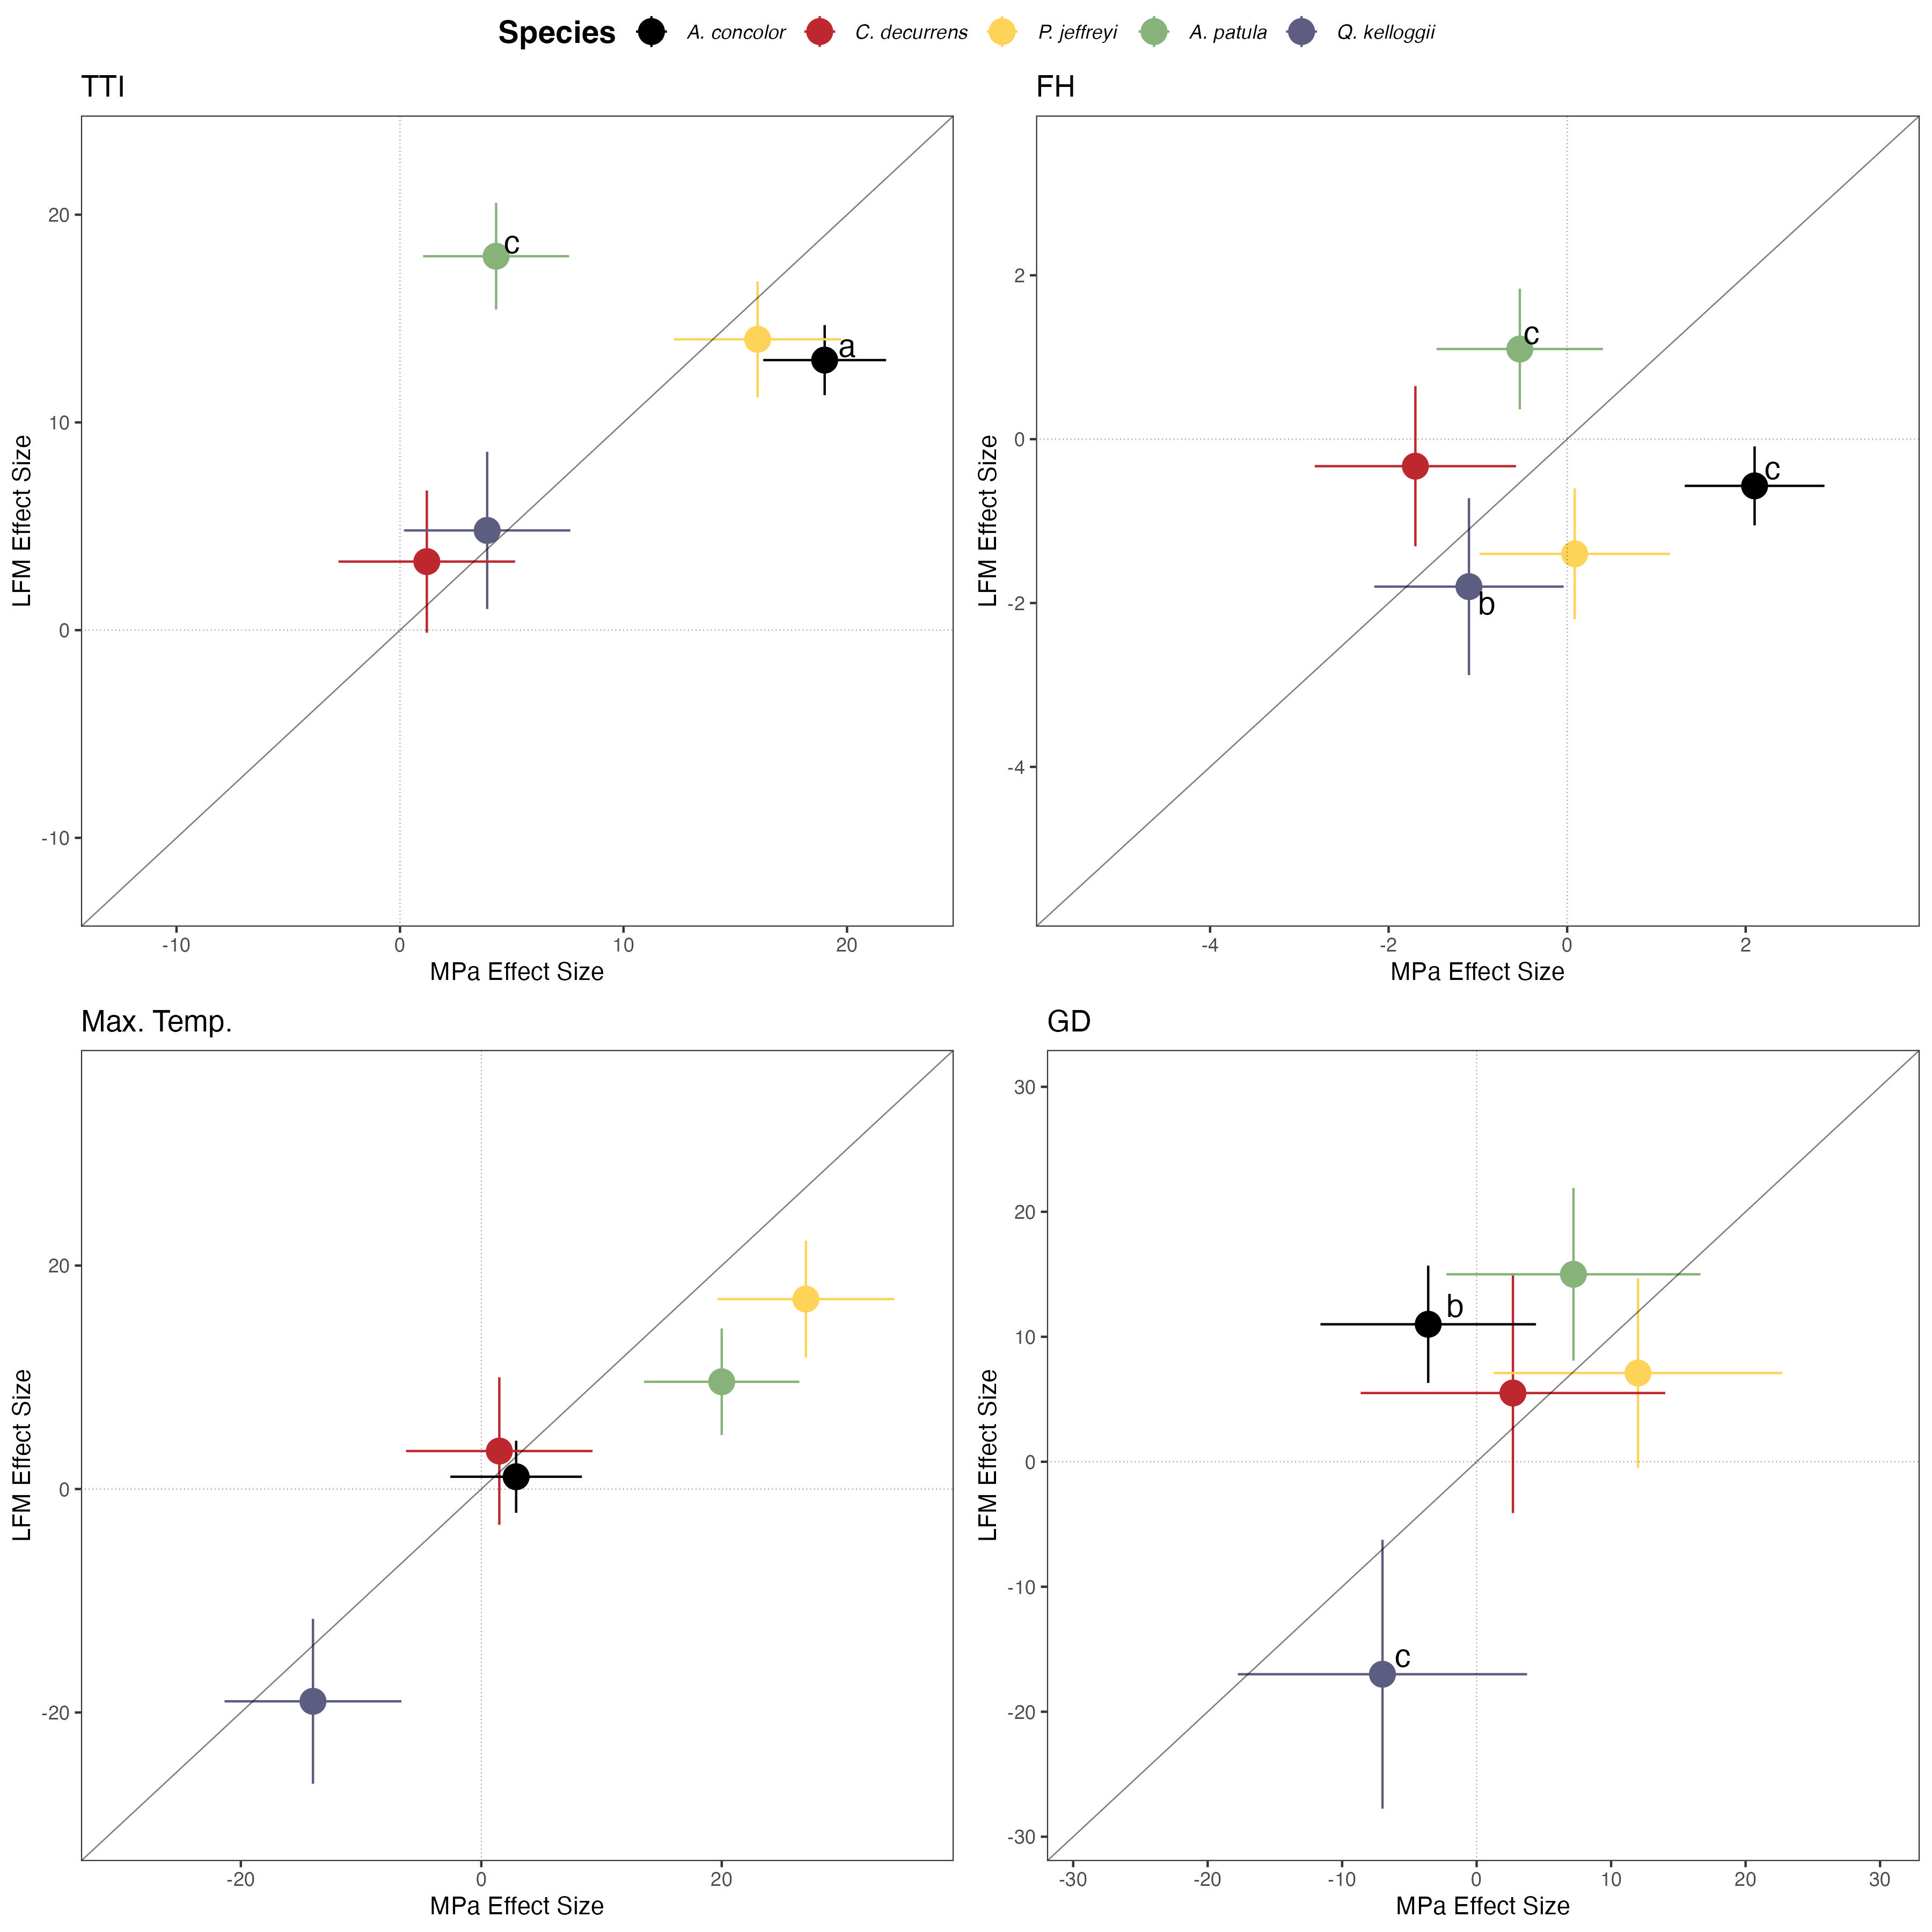 Species A. concolor C. decurrens P. jeffreyi A. patula Q. kelloggii
TTI
LFM Effect Size
20
10
0
-10
c
a
-10 0 10 20
MPa Effect Size
FH
LFM Effect Size
2
0
-2
-4
c
c
b
-4 -2 0 2
MPa Effect Size
Max. Temp.
LFM Effect Size
20
0
-20
-20 0 20
MPa Effect Size
GD
LFM Effect Size
30
20
10
0
-10
-20
-30
b
c
-30 -20 -10 0 10 20 30
MPa Effect Size